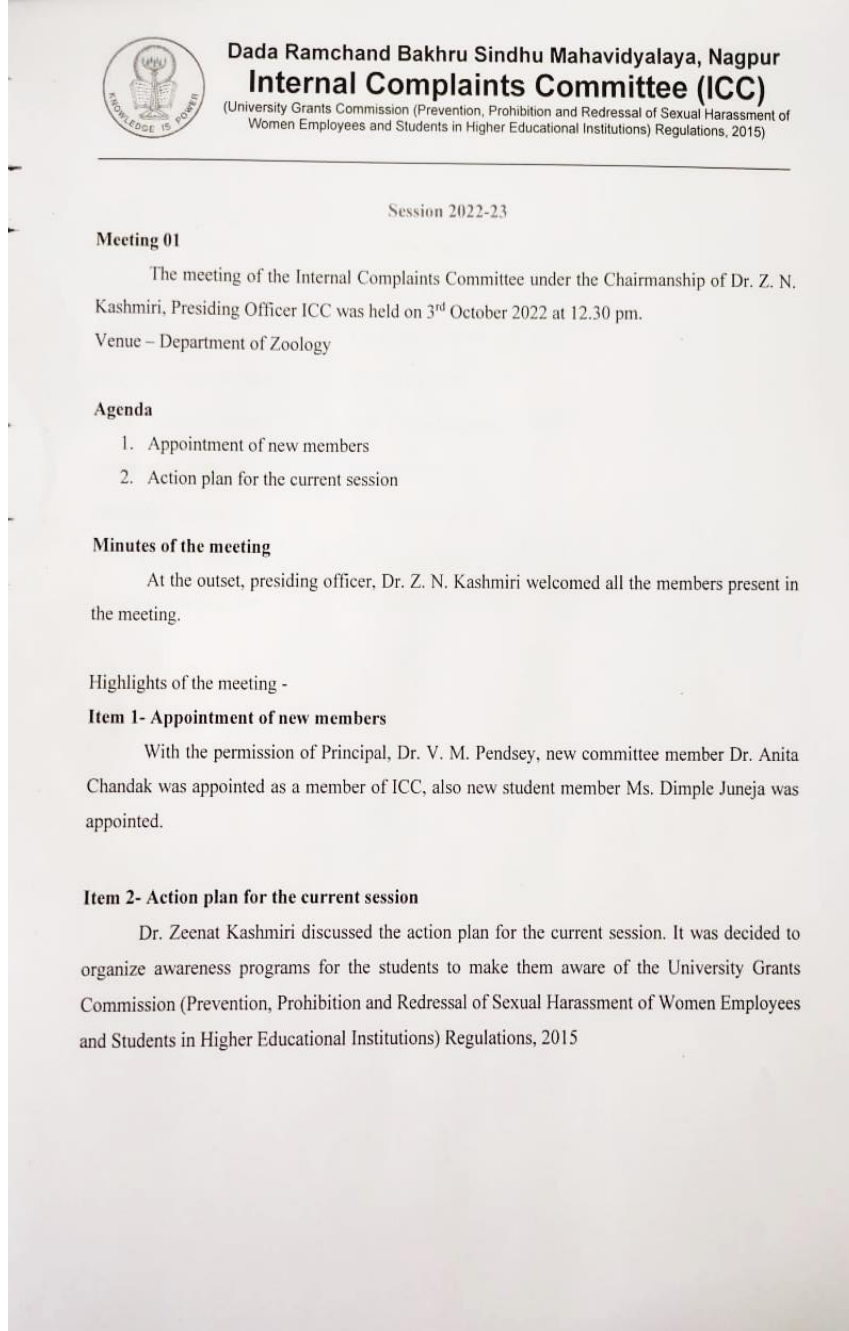 Dada Ramchand Bakhru Sindhu Mahavidyalaya, Nagpur
Internal Complaints Committee (ICC)
(University Grants Commission (Prevention, Prohibition and Redressal of Sexual Harassment of
Women Employees and Students in Higher Educational Institutions) Regulations, 2015)
KNOWLEDGE IS POWER
Session 2022-23
Meeting 01
The meeting of the Internal Complaints Committee under the Chairmanship of Dr. Z. N.
Kashmiri, Presiding Officer ICC was held on 3rd October 2022 at 12.30 pm.
Venue – Department of Zoology
Agenda
1. Appointment of new members
2. Action plan for the current session
Minutes of the meeting
At the outset, presiding officer, Dr. Z. N. Kashmiri welcomed all the members present in
the meeting.
Highlights of the meeting -
Item 1- Appointment of new members
With the permission of Principal, Dr. V. M. Pendsey, new committee member Dr. Anita
Chandak was appointed as a member of ICC, also new student member Ms. Dimple Juneja was
appointed.
Item 2- Action plan for the current session
Dr. Zeenat Kashmiri discussed the action plan for the current session. It was decided to
organize awareness programs for the students to make them aware of the University Grants
Commission (Prevention, Prohibition and Redressal of Sexual Harassment of Women Employees
and Students in Higher Educational Institutions) Regulations, 2015